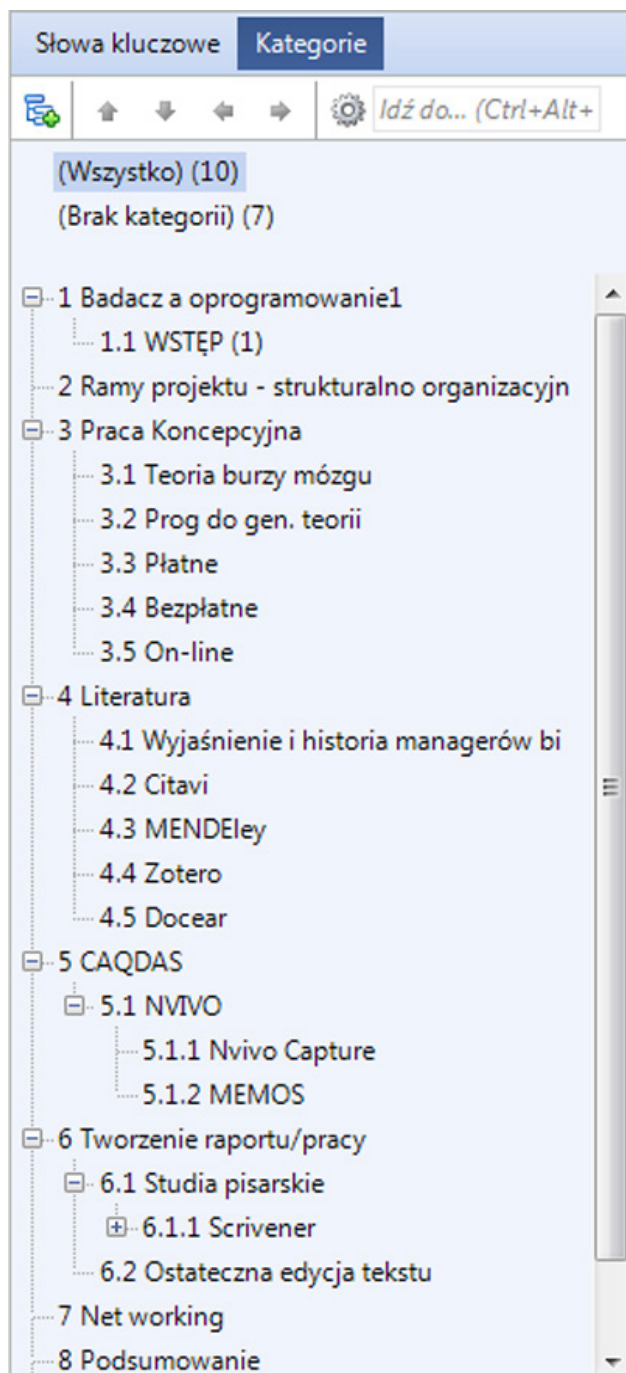 Słowa kluczowe Kategorie
Idź do... (Ctrl+Alt+
(Wszystko) (10)
(Brak kategorii) (7)
1 Badacz a oprogramowanie1
1.1 WSTĘP (1)
2 Ramy projektu - strukturalno organizacyjn
3 Praca Koncepcyjna
3.1 Teoria burzy mózgu
3.2 Prog do gen. teorii
3.3 Płatne
3.4 Bezpłatne
3.5 On-line
4 Literatura
4.1 Wyjaśnienie i historia managerów bi
4.2 Citavi
4.3 MENDEley
4.4 Zotero
4.5 Docear
5 CAQDAS
5.1 NVIVO
5.1.1 Nvivo Capture
5.1.2 MEMOS
6 Tworzenie raportu/pracy
6.1 Studia pisarskie
6.1.1 Scrivener
6.2 Ostateczna edycja tekstu
7 Net working
8 Podsumowanie